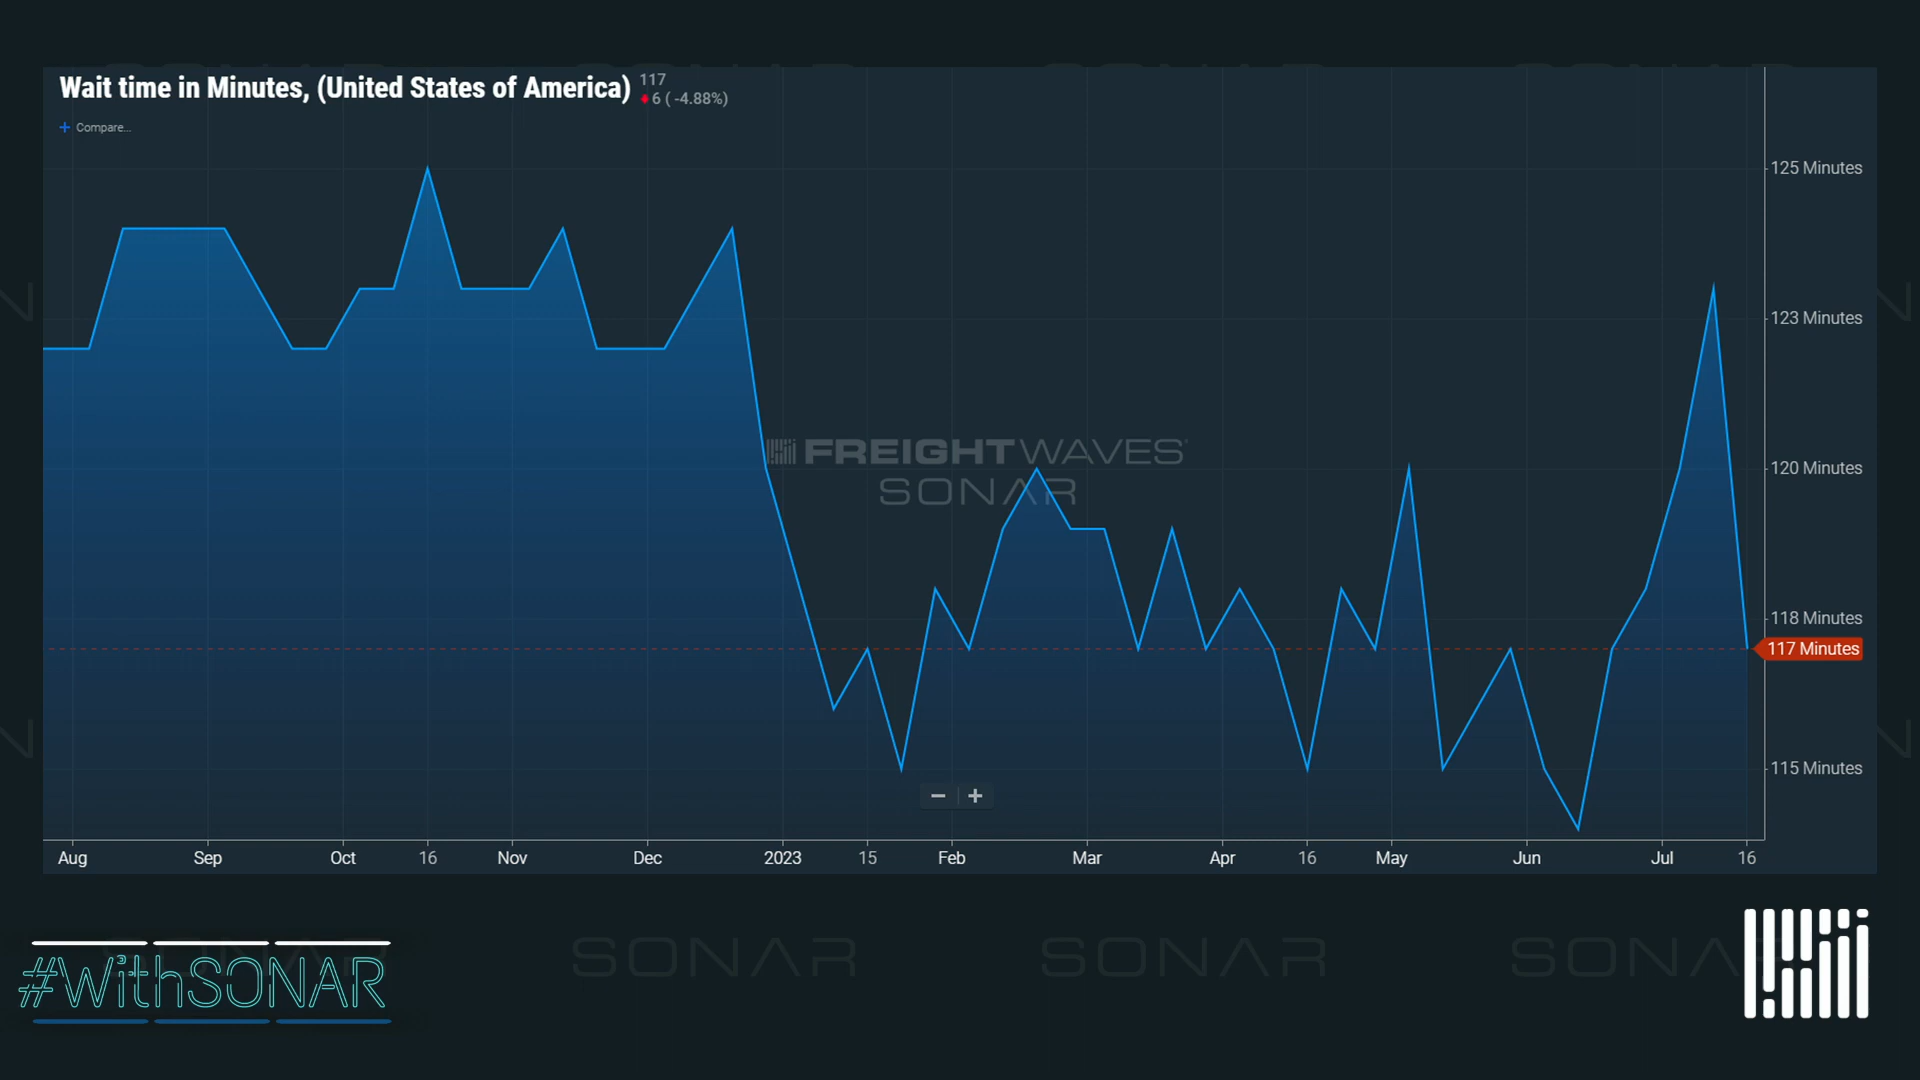 Wait time in Minutes, (United States of America) 117
6 ( -4.88%)
+ Compare...
125 Minutes
123 Minutes
FREIGHTWAVES
SONAR
120 Minutes
118 Minutes
117 Minutes
115 Minutes
− +
Aug Sep Oct 16 Nov Dec 2023 15 Feb Mar Apr 16 May Jun Jul 16
#WithSONAR
SONAR SONAR SONAR